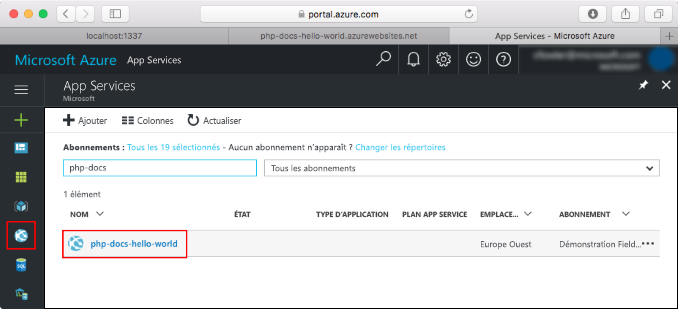 portal.azure.com
localhost:1337
php-docs-hello-world.azurewebsites.net
App Services - Microsoft Azure
Microsoft Azure App Services
App Services
Microsoft
Ajouter Colonnes Actualiser
Abonnements : Tous les 19 sélectionnés - Aucun abonnement n'apparaît ? Changer les répertoires
php-docs
Tous les abonnements
1 élément
NOM ÉTAT TYPE D'APPLICATION PLAN APP SERVICE EMPLACE... ABONNEMENT
php-docs-hello-world Europe Ouest Démonstration Field...
SQL